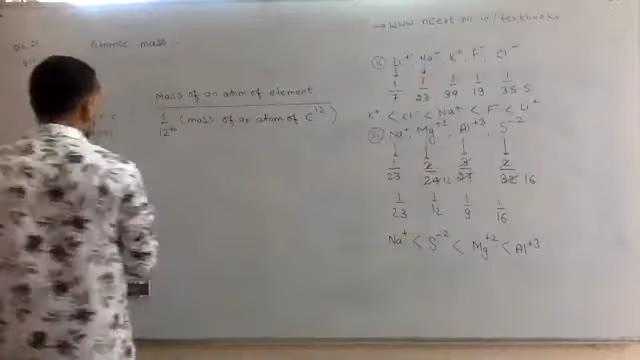 Atomic mass :
Mass of an atom of element
1/12th (mass of an atom of C12)
→ www ncert nic in/textbooks
Li+ Na+ K+, F-, Cl-
1/7 1/23 1/39 1/19 1/35.5
K+ < Cl- < Na+ < F- < Li+
Na+, Mg+2, Al+3, S-2
1/23 2/24 12 3/27 2/32 16
1/23 1/12 1/9 1/16
Na+ < S-2 < Mg+2 < Al+3